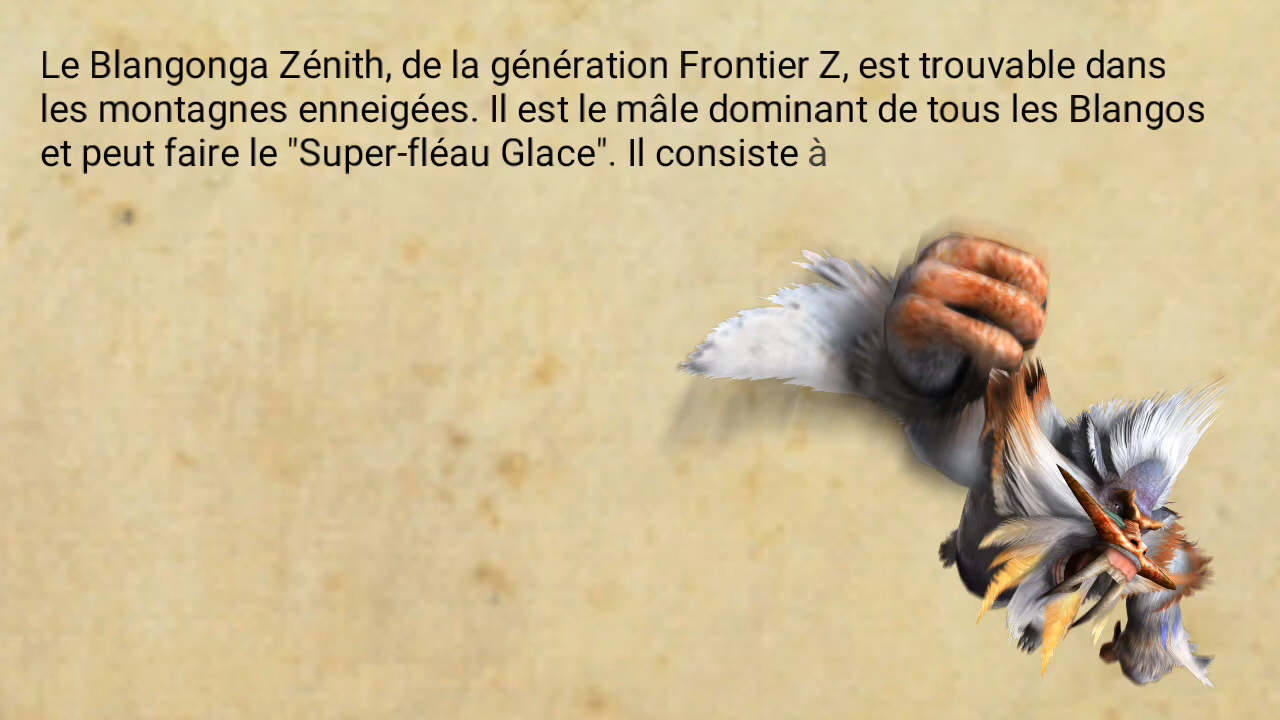 Le Blangonga Zénith, de la génération Frontier Z, est trouvable dans
les montagnes enneigées. Il est le mâle dominant de tous les Blangos
et peut faire le "Super-fléau Glace". Il consiste à